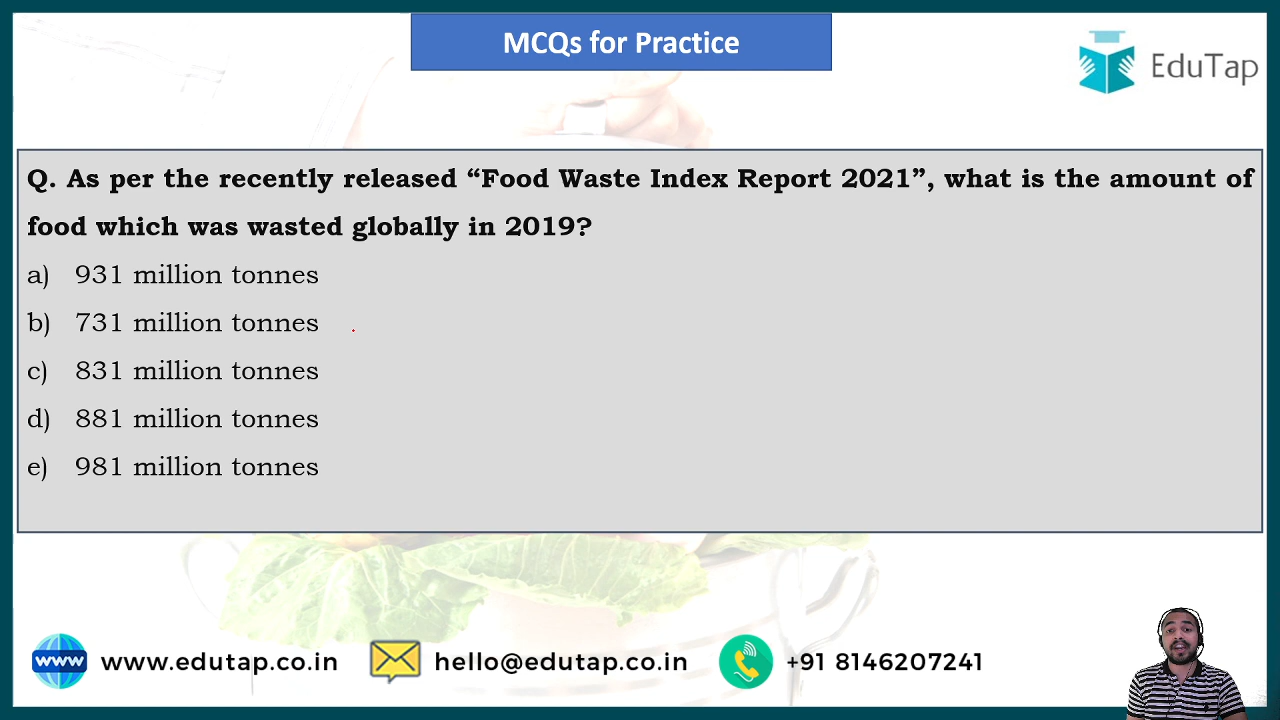 MCQs for Practice
EduTap
Q. As per the recently released “Food Waste Index Report 2021”, what is the amount of
food which was wasted globally in 2019?
a) 931 million tonnes
b) 731 million tonnes
c) 831 million tonnes
d) 881 million tonnes
e) 981 million tonnes
www www.edutap.co.in hello@edutap.co.in +91 8146207241